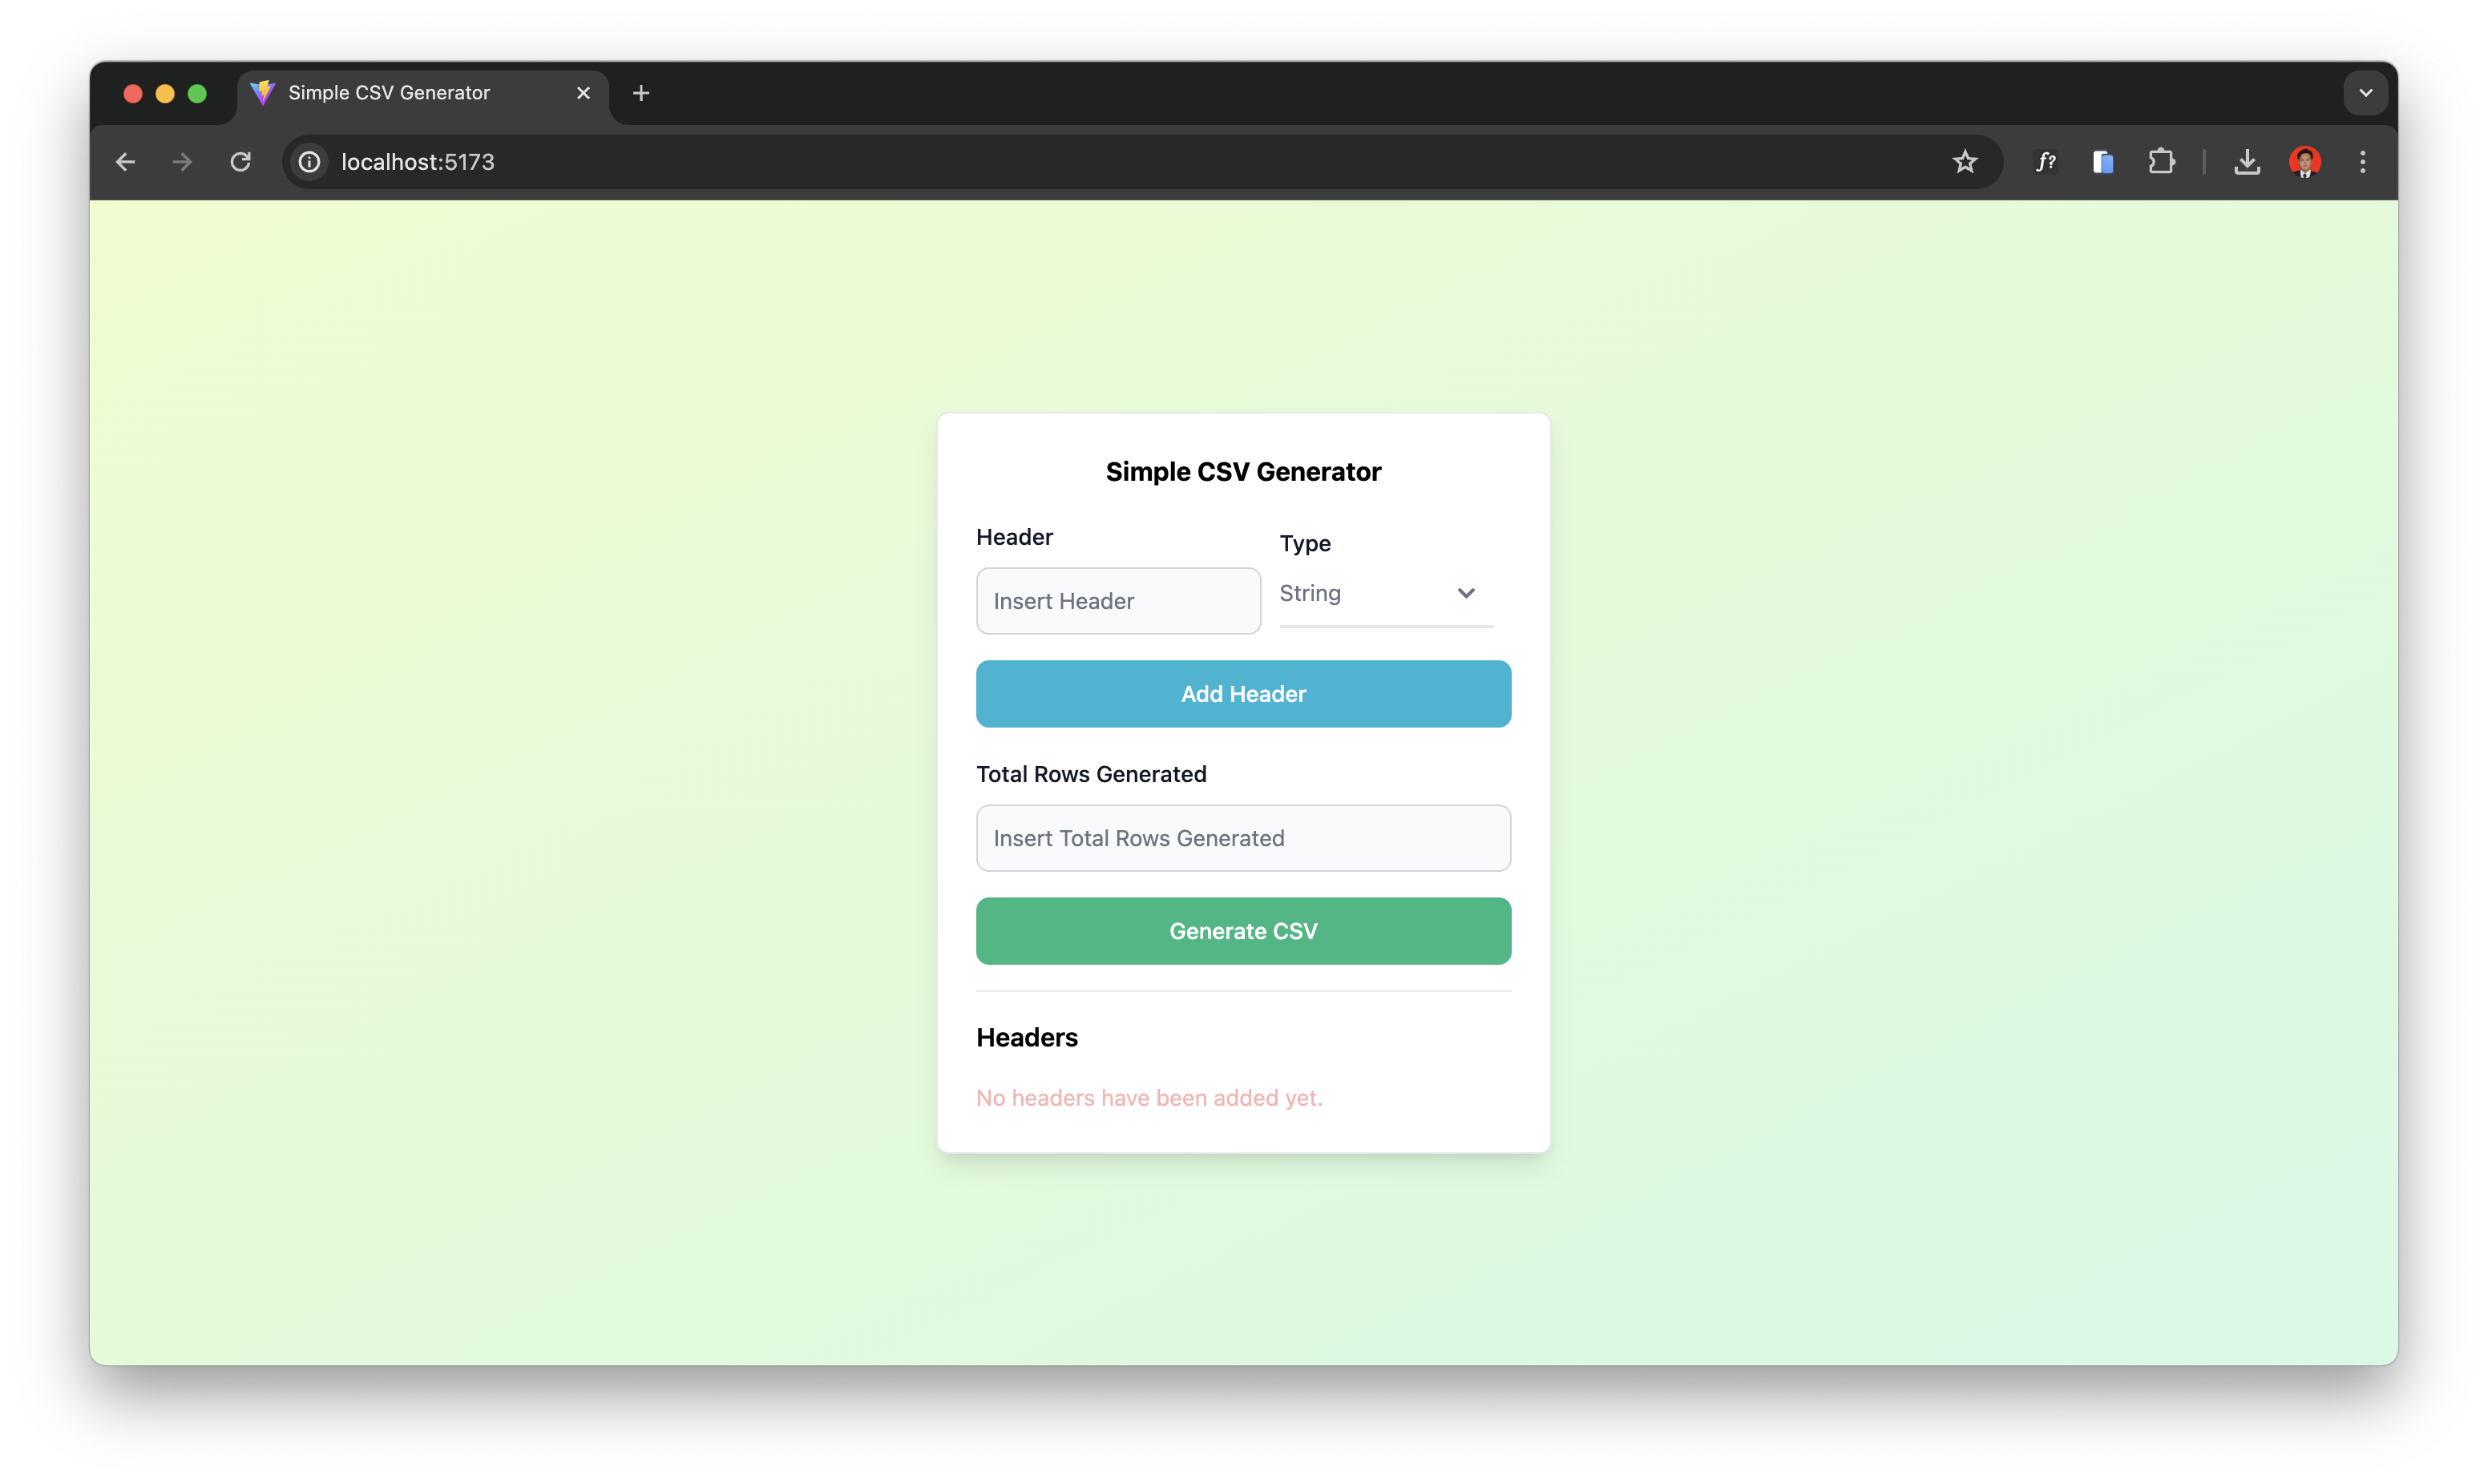 Simple CSV Generator
localhost:5173
f?
Simple CSV Generator
Header
Type
Insert Header
String
Add Header
Total Rows Generated
Insert Total Rows Generated
Generate CSV
Headers
No headers have been added yet.